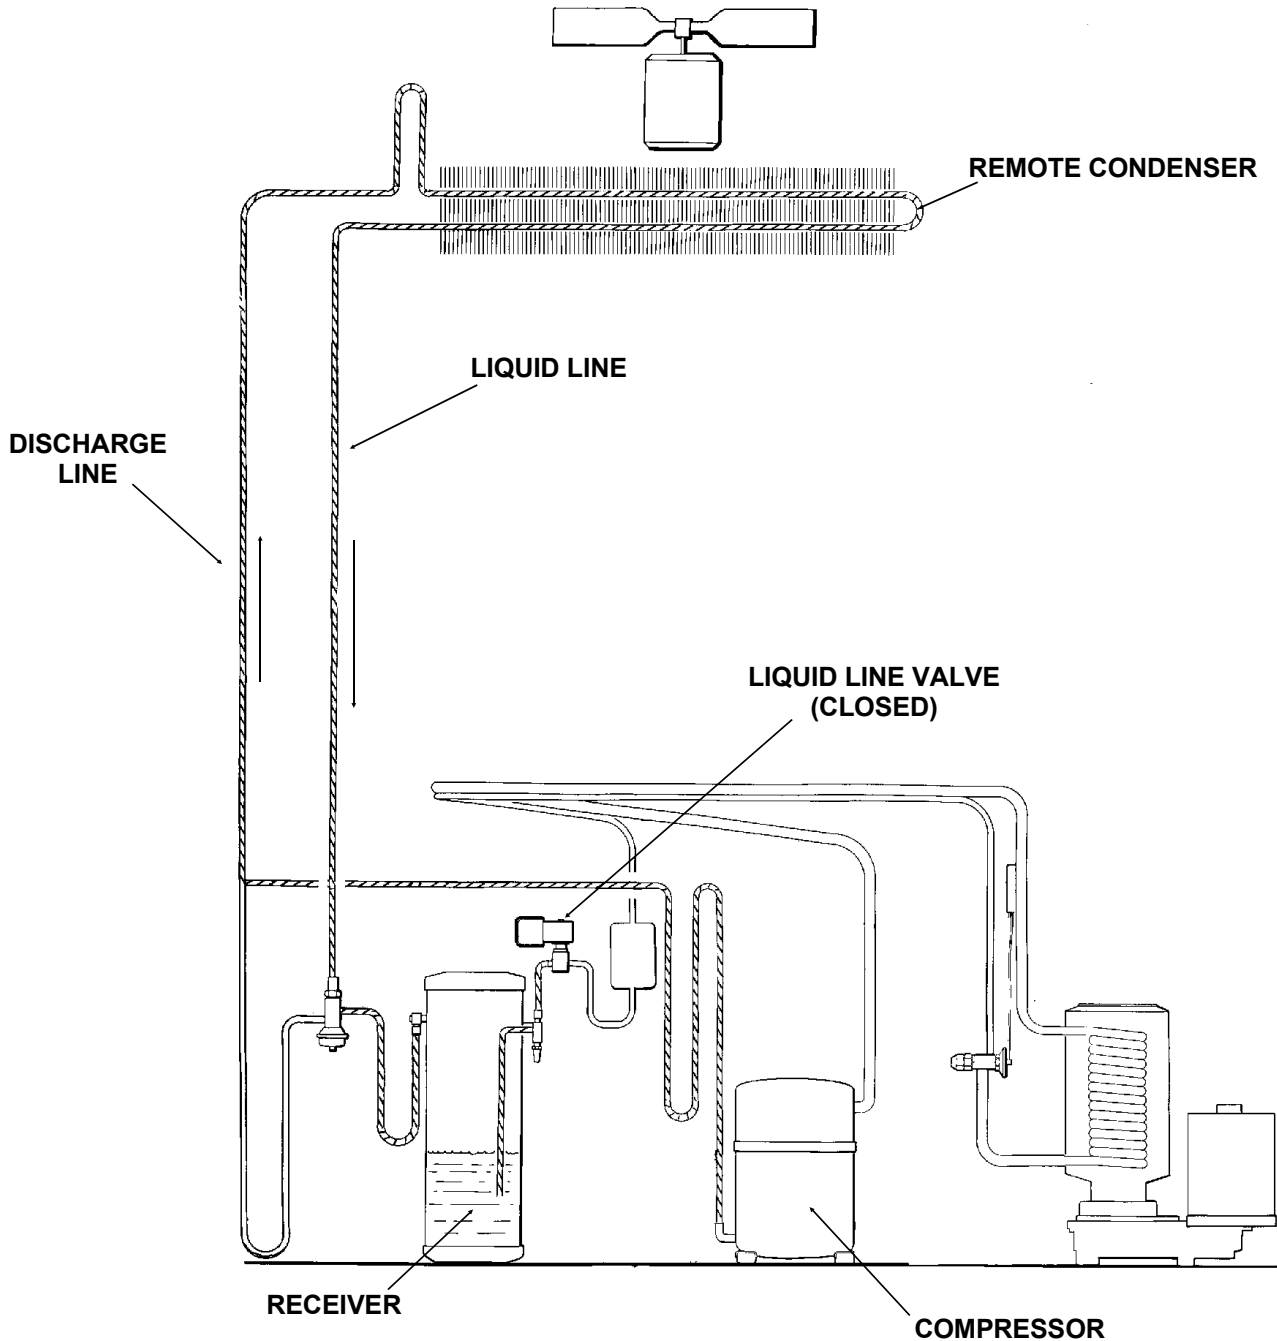 REMOTE CONDENSER
LIQUID LINE
DISCHARGE
LINE
LIQUID LINE VALVE
(CLOSED)
RECEIVER
COMPRESSOR